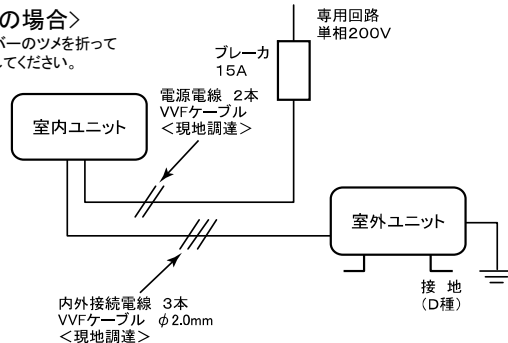 の場合>
バーのツメを折って
てください。
専用回路
単相200V
ブレーカ
15A
電源電線 2本
VVFケーブル
<現地調達>
室内ユニット
室外ユニット
接 地
(D種)
内外接続電線 3本
VVFケーブル φ2.0mm
<現地調達>